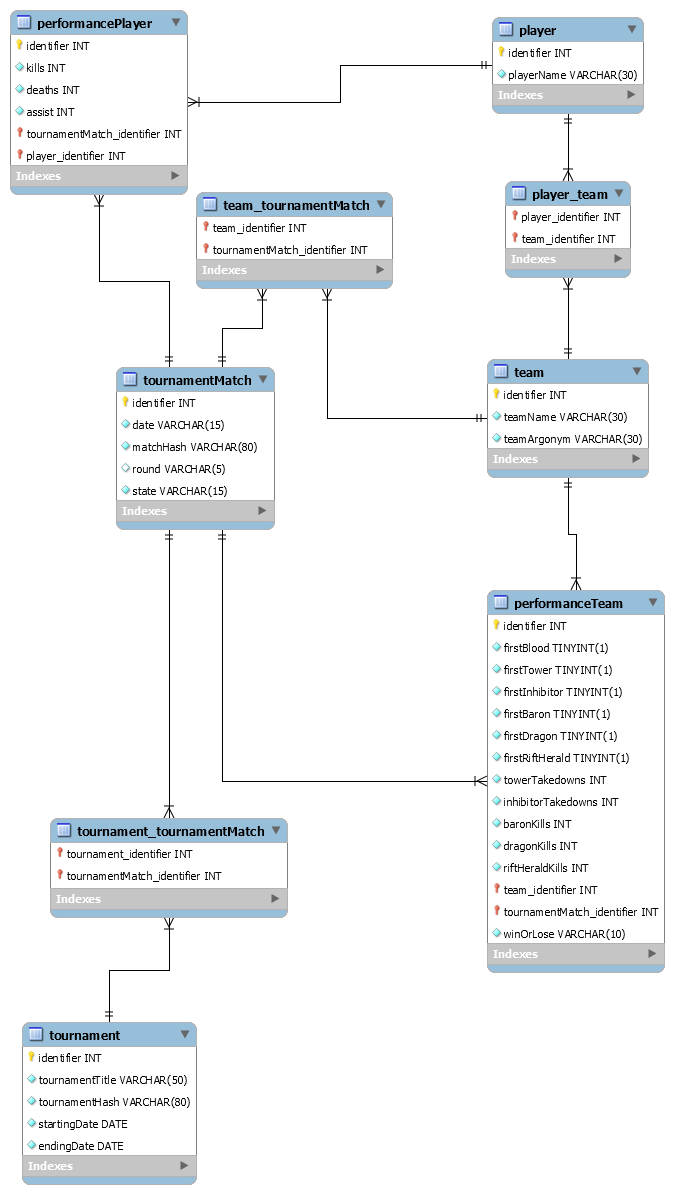 performancePlayer
identifier INT
kills INT
deaths INT
assist INT
tournamentMatch_identifier INT
player_identifier INT
Indexes
player
identifier INT
playerName VARCHAR(30)
Indexes
team_tournamentMatch
team_identifier INT
tournamentMatch_identifier INT
Indexes
player_team
player_identifier INT
team_identifier INT
Indexes
tournamentMatch
identifier INT
date VARCHAR(15)
matchHash VARCHAR(80)
round VARCHAR(5)
state VARCHAR(15)
Indexes
team
identifier INT
teamName VARCHAR(30)
teamArgonym VARCHAR(30)
Indexes
performanceTeam
identifier INT
firstBlood TINYINT(1)
firstTower TINYINT(1)
firstInhibitor TINYINT(1)
firstBaron TINYINT(1)
firstDragon TINYINT(1)
firstRiftHerald TINYINT(1)
towerTakedowns INT
inhibitorTakedowns INT
baronKills INT
dragonKills INT
riftHeraldKills INT
team_identifier INT
tournamentMatch_identifier INT
winOrLose VARCHAR(10)
Indexes
tournament_tournamentMatch
tournament_identifier INT
tournamentMatch_identifier INT
Indexes
tournament
identifier INT
tournamentTitle VARCHAR(50)
tournamentHash VARCHAR(80)
startingDate DATE
endingDate DATE
Indexes